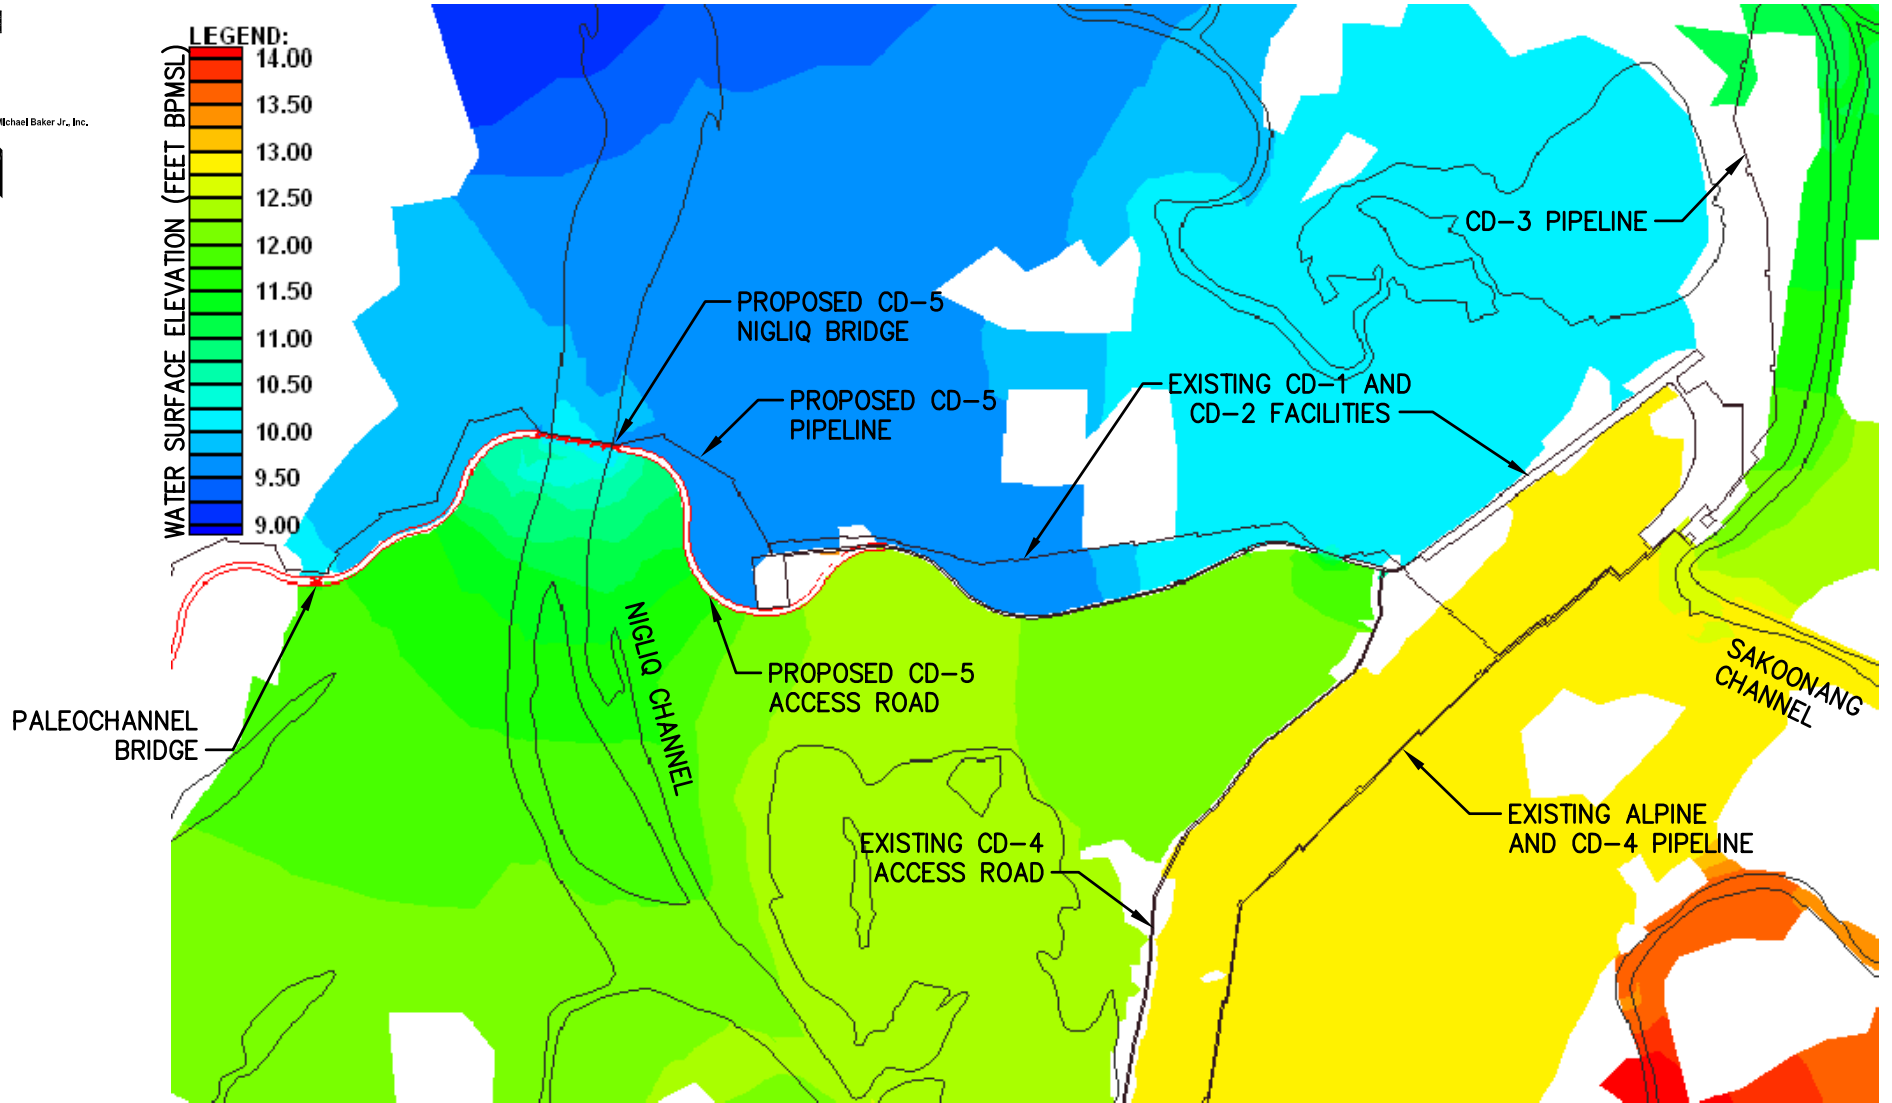 LEGEND:
WATER SURFACE ELEVATION (FEET BPMSL)
14.00
13.50
13.00
12.50
12.00
11.50
11.00
10.50
10.00
9.50
9.00
Michael Baker Jr., Inc.
CD-3 PIPELINE
PROPOSED CD-5
NIGLIQ BRIDGE
PROPOSED CD-5
PIPELINE
EXISTING CD-1 AND
CD-2 FACILITIES
NIGLIQ CHANNEL
PROPOSED CD-5
ACCESS ROAD
SAKOONANG
CHANNEL
PALEOCHANNEL
BRIDGE
EXISTING CD-4
ACCESS ROAD
EXISTING ALPINE
AND CD-4 PIPELINE